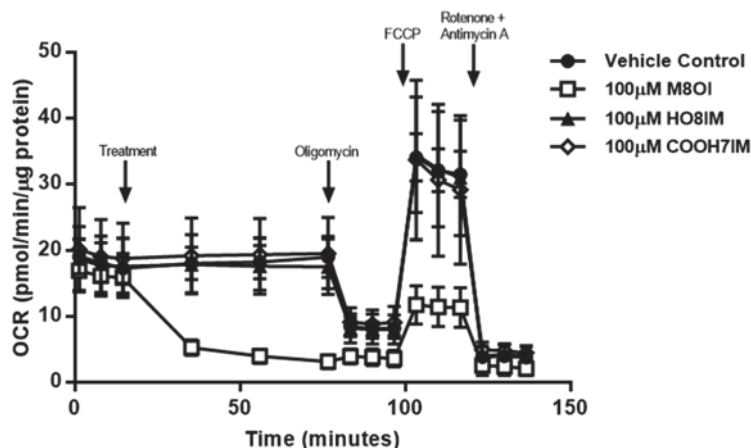 FCCP
Rotenone +
Antimycin A
Treatment
Oligomycin
50
40
30
20
10
0
OCR (pmol/min/μg protein)
0
50
100
150
Time (minutes)
Vehicle Control
100μM M8OI
100μM HO8IM
100μM COOH7IM